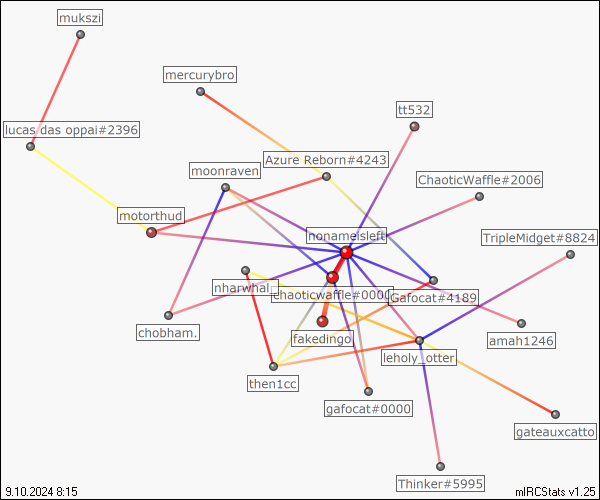 mukszi
mercurybro
tt532
lucas das oppai#2396
Azure Reborn#4243
moonraven
ChaoticWaffle#2006
motorthud
nonameisleft
TripleMidget#8824
nharwhal_
chaoticwaffle#0000
Gafocat#4189
chobham.
fakedingo
amah1246
leholy_otter
then1cc
gafocat#0000
gateauxcatto
Thinker#5995
9.10.2024 8:15
mIRCStats v1.25